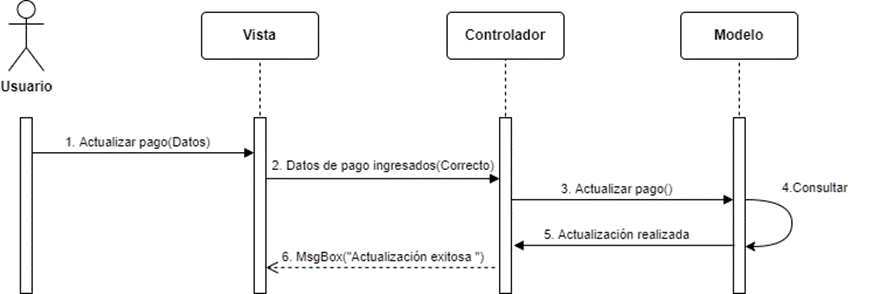 Usuario
Vista
Controlador
Modelo
1. Actualizar pago(Datos)
2. Datos de pago ingresados(Correcto)
3. Actualizar pago()
4.Consultar
5. Actualización realizada
6. MsgBox("Actualización exitosa ")